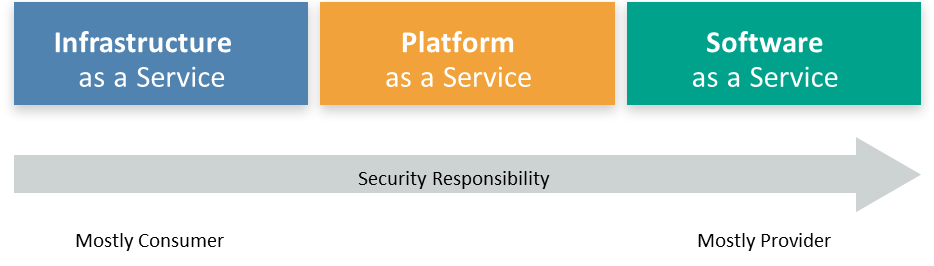 Infrastructure
as a Service
Platform
as a Service
Software
as a Service
Security Responsibility
Mostly Consumer
Mostly Provider